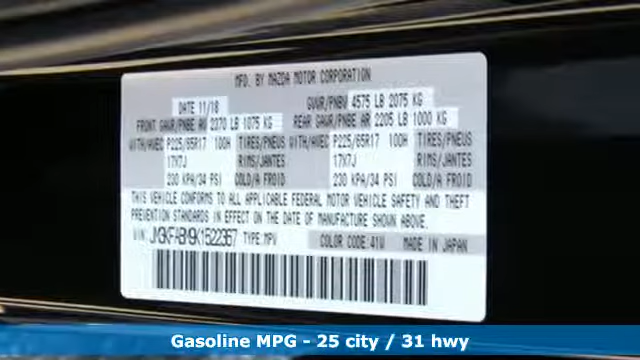 MFD. BY MAZDA MOTOR CORPORATION
DATE 11/18 GVWR/PNBV 4575 LB 2075 KG
FRONT GAWR/PNBE AV 2370 LB 1075 KG REAR GAWR/PNBE AR 2205 LB 1000 KG
WITH/AVEC P225/65R17 100H TIRES/PNEUS WITH/AVEC P225/65R17 100H TIRES/PNEUS
17X7J RIMS/JANTES 17X7J RIMS/JANTES
230 KPA/34 PSI COLD/A FROID 230 KPA/34 PSI COLD/A FROID
THIS VEHICLE CONFORMS TO ALL APPLICABLE FEDERAL MOTOR VEHICLE SAFETY AND THEFT
PREVENTION STANDARDS IN EFFECT ON THE DATE OF MANUFACTURE SHOWN ABOVE.
VIN: TYPE:MPV COLOR CODE: 41W MADE IN JAPAN
Gasoline MPG - 25 city / 31 hwy